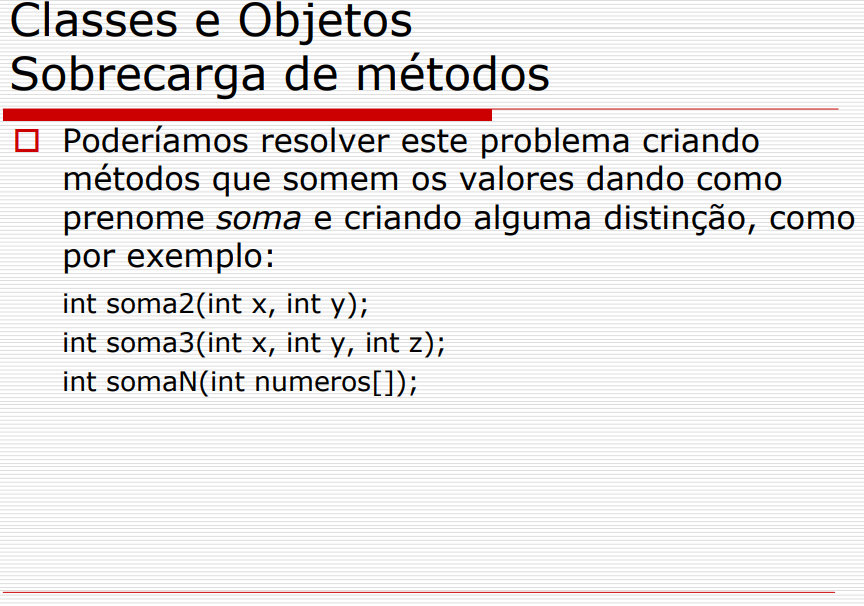 Classes e Objetos
Sobrecarga de métodos
Poderíamos resolver este problema criando
métodos que somem os valores dando como
prenome soma e criando alguma distinção, como
por exemplo:
int soma2(int x, int y);
int soma3(int x, int y, int z);
int somaN(int numeros[]);